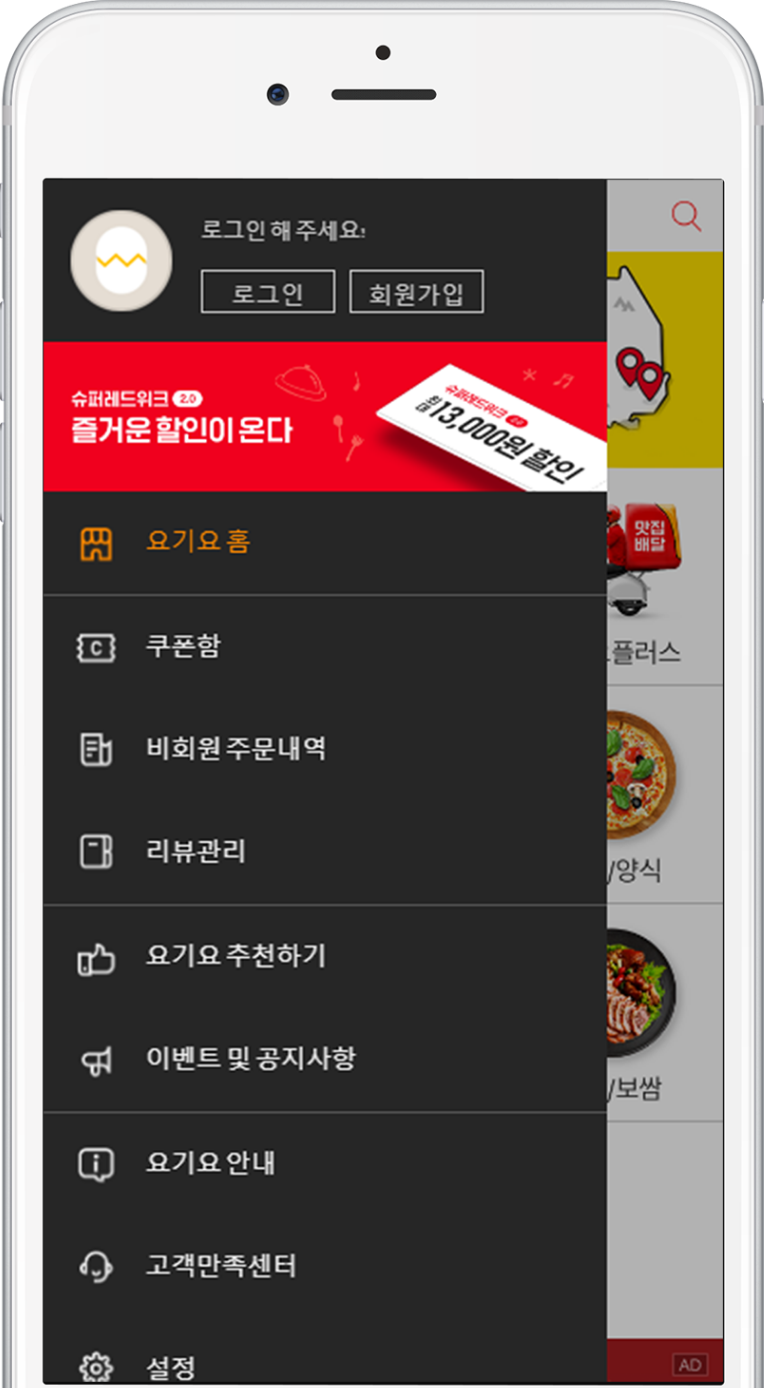 로그인 해 주세요!
로그인
회원가입
슈퍼레드위크 2.0
즐거운 할인이 온다
슈퍼레드위크 2.0
최대 13,000원 할인
요기요 홈
쿠폰함
비회원 주문내역
리뷰관리
요기요 추천하기
이벤트 및 공지사항
요기요 안내
고객만족센터
설정
맛집
배달
플러스
/양식
/보쌈
AD